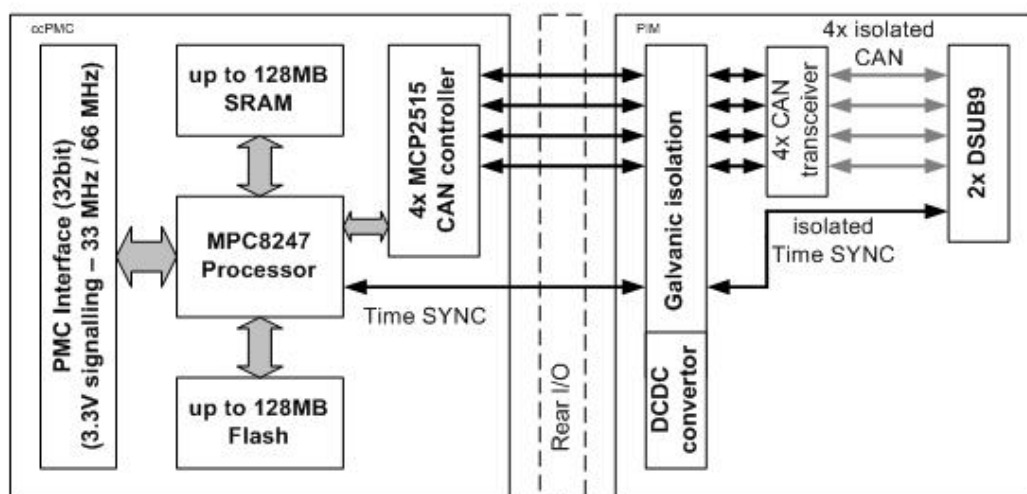 ccPMC
PMC Interface (32bit)
(3.3V signalling – 33 MHz / 66 MHz)
up to 128MB
SRAM
MPC8247
Processor
up to 128MB
Flash
4x MCP2515
CAN controller
Time SYNC
Rear I/O
PIM
Galvanic isolation
DCDC
convertor
4x CAN
transceiver
4x isolated
CAN
isolated
Time SYNC
2x DSUB9